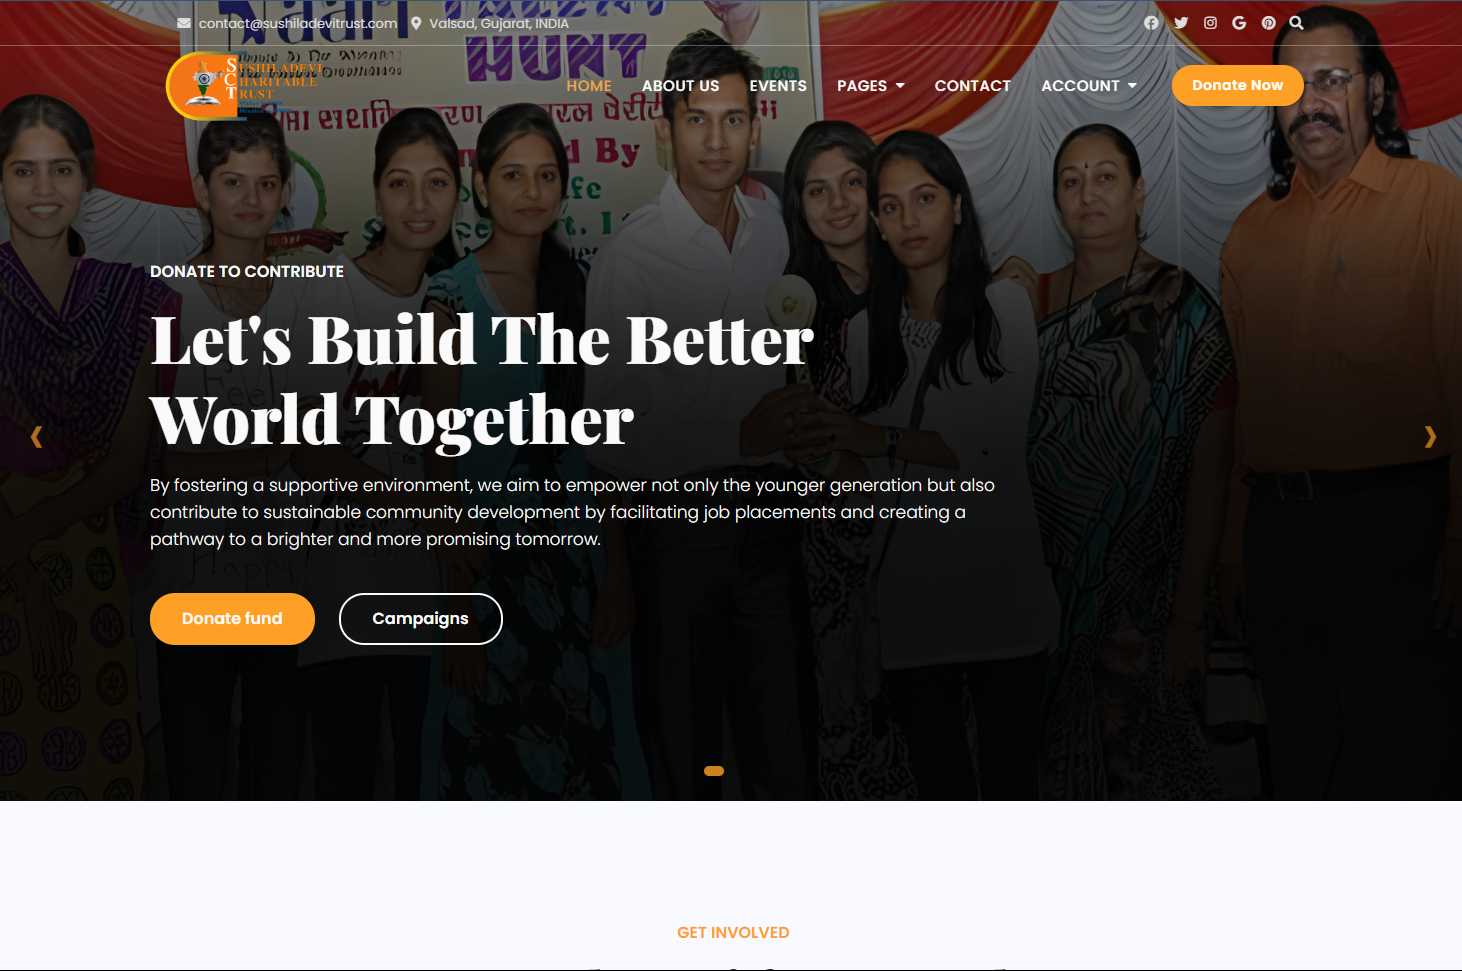 contact@sushiladevitrust.com Valsad, Gujarat, INDIA
SUSHILADEVI
CHARITABLE
TRUST
HOME ABOUT US EVENTS PAGES CONTACT ACCOUNT Donate Now
HUNT
By
DONATE TO CONTRIBUTE
Let's Build The Better
World Together
By fostering a supportive environment, we aim to empower not only the younger generation but also
contribute to sustainable community development by facilitating job placements and creating a
pathway to a brighter and more promising tomorrow.
Donate fund Campaigns
GET INVOLVED